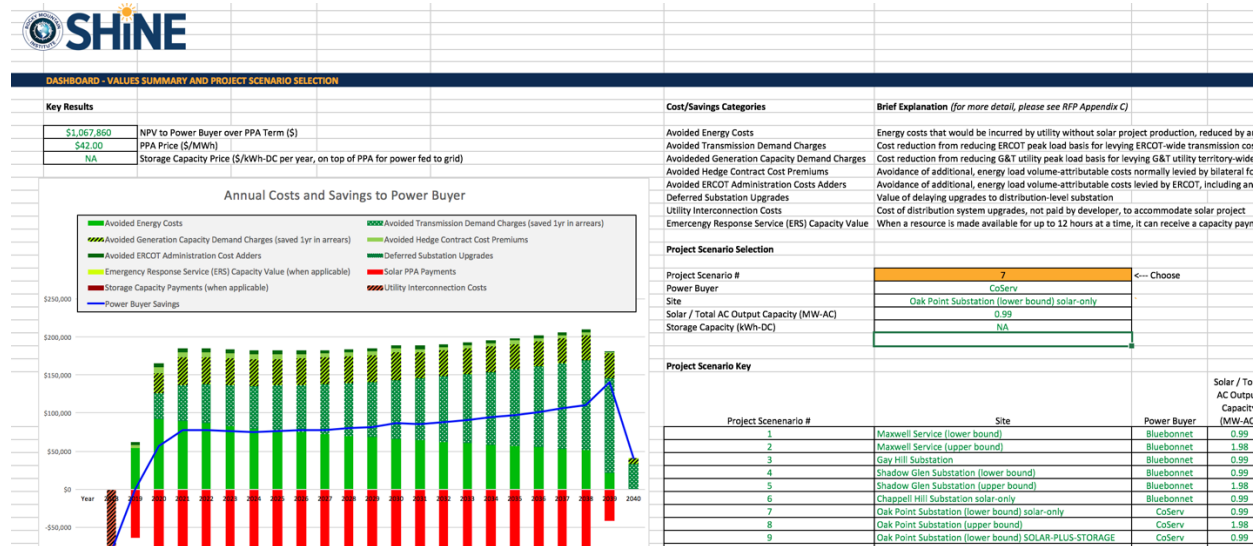 ROCKY MOUNTAIN
INSTITUTE
SHiNE
DASHBOARD - VALUES SUMMARY AND PROJECT SCENARIO SELECTION
Key Results
$1,067,860 NPV to Power Buyer over PPA Term ($)
$42.00 PPA Price ($/MWh)
NA Storage Capacity Price ($/kWh-DC per year, on top of PPA for power fed to grid)
Annual Costs and Savings to Power Buyer
Avoided Energy Costs
Avoided Transmission Demand Charges (saved 1yr in arrears)
Avoided Generation Capacity Demand Charges (saved 1yr in arrears)
Avoided Hedge Contract Cost Premiums
Avoided ERCOT Administration Cost Adders
Deferred Substation Upgrades
Emergency Response Service (ERS) Capacity Value (when applicable)
Solar PPA Payments
Storage Capacity Payments (when applicable)
Utility Interconnection Costs
Power Buyer Savings
$250,000
$200,000
$150,000
$100,000
$50,000
$0
-$50,000
Year 2018 2019 2020 2021 2022 2023 2024 2025 2026 2027 2028 2029 2030 2031 2032 2033 2034 2035 2036 2037 2038 2039 2040
Cost/Savings Categories Brief Explanation (for more detail, please see RFP Appendix C)
Avoided Energy Costs Energy costs that would be incurred by utility without solar project production, reduced by
Avoided Transmission Demand Charges Cost reduction from reducing ERCOT peak load basis for levying ERCOT-wide transmission
Avoideded Generation Capacity Demand Charges Cost reduction from reducing G&T utility peak load basis for levying G&T utility territory-wide
Avoided Hedge Contract Cost Premiums Avoidance of additional, energy load volume-attributable costs normally levied by bilateral
Avoided ERCOT Administration Costs Adders Avoidance of additional, energy load volume-attributable costs levied by ERCOT, including
Deferred Substation Upgrades Value of delaying upgrades to distribution-level substation
Utility Interconnection Costs Cost of distribution system upgrades, not paid by developer, to accommodate solar project
Emercengy Response Service (ERS) Capacity Value When a resource is made available for up to 12 hours at a time, it can receive a capacity
Project Scenario Selection
Project Scenario # 7 <--- Choose
Power Buyer CoServ
Site Oak Point Substation (lower bound) solar-only
Solar / Total AC Output Capacity (MW-AC) 0.99
Storage Capacity (kWh-DC) NA
Project Scenario Key
Solar / To
AC Outpu
Capacity
Project Scenenario # Site Power Buyer (MW-AC
1 Maxwell Service (lower bound) Bluebonnet 0.99
2 Maxwell Service (upper bound) Bluebonnet 1.98
3 Gay Hill Substation Bluebonnet 0.99
4 Shadow Glen Substation (lower bound) Bluebonnet 0.99
5 Shadow Glen Substation (upper bound) Bluebonnet 1.98
6 Chappell Hill Substation solar-only Bluebonnet 0.99
7 Oak Point Substation (lower bound) solar-only CoServ 0.99
8 Oak Point Substation (upper bound) CoServ 1.98
9 Oak Point Substation (lower bound) SOLAR-PLUS-STORAGE CoServ 0.99